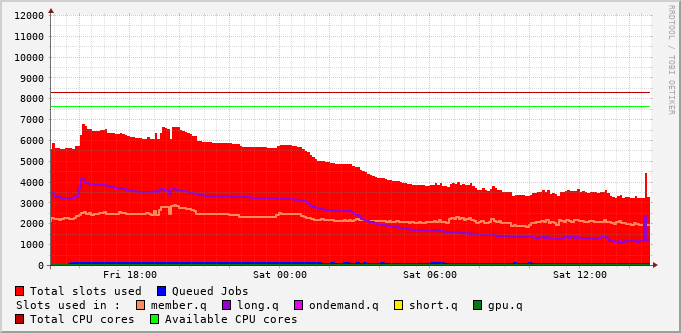 RRDTOOL / TOBI OETIKER
12000
11000
10000
9000
8000
7000
6000
5000
4000
3000
2000
1000
0
Fri 18:00 Sat 00:00 Sat 06:00 Sat 12:00
Total slots used Queued Jobs
Slots used in : member.q long.q ondemand.q short.q gpu.q
Total CPU cores Available CPU cores